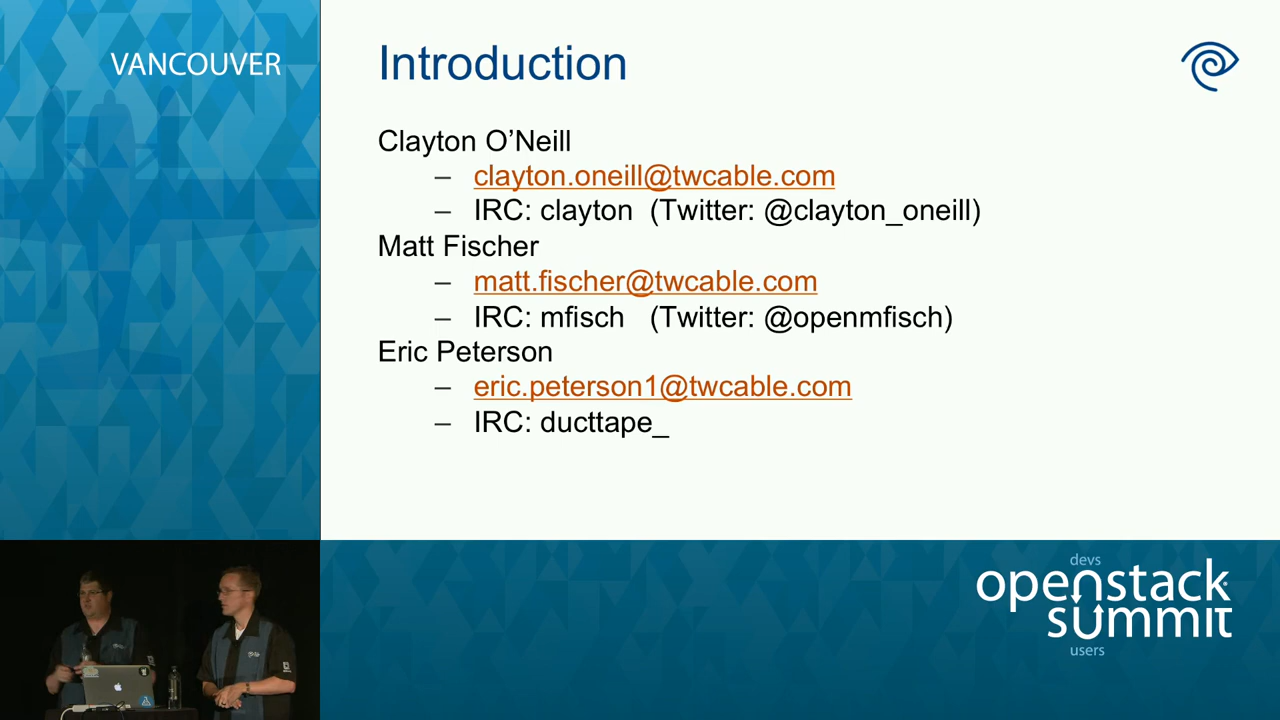 VANCOUVER
Introduction
Clayton O’Neill
– clayton.oneill@twcable.com
– IRC: clayton (Twitter: @clayton_oneill)
Matt Fischer
– matt.fischer@twcable.com
– IRC: mfisch (Twitter: @openmfisch)
Eric Peterson
– eric.peterson1@twcable.com
– IRC: ducttape_
devs
openstack
summit
users